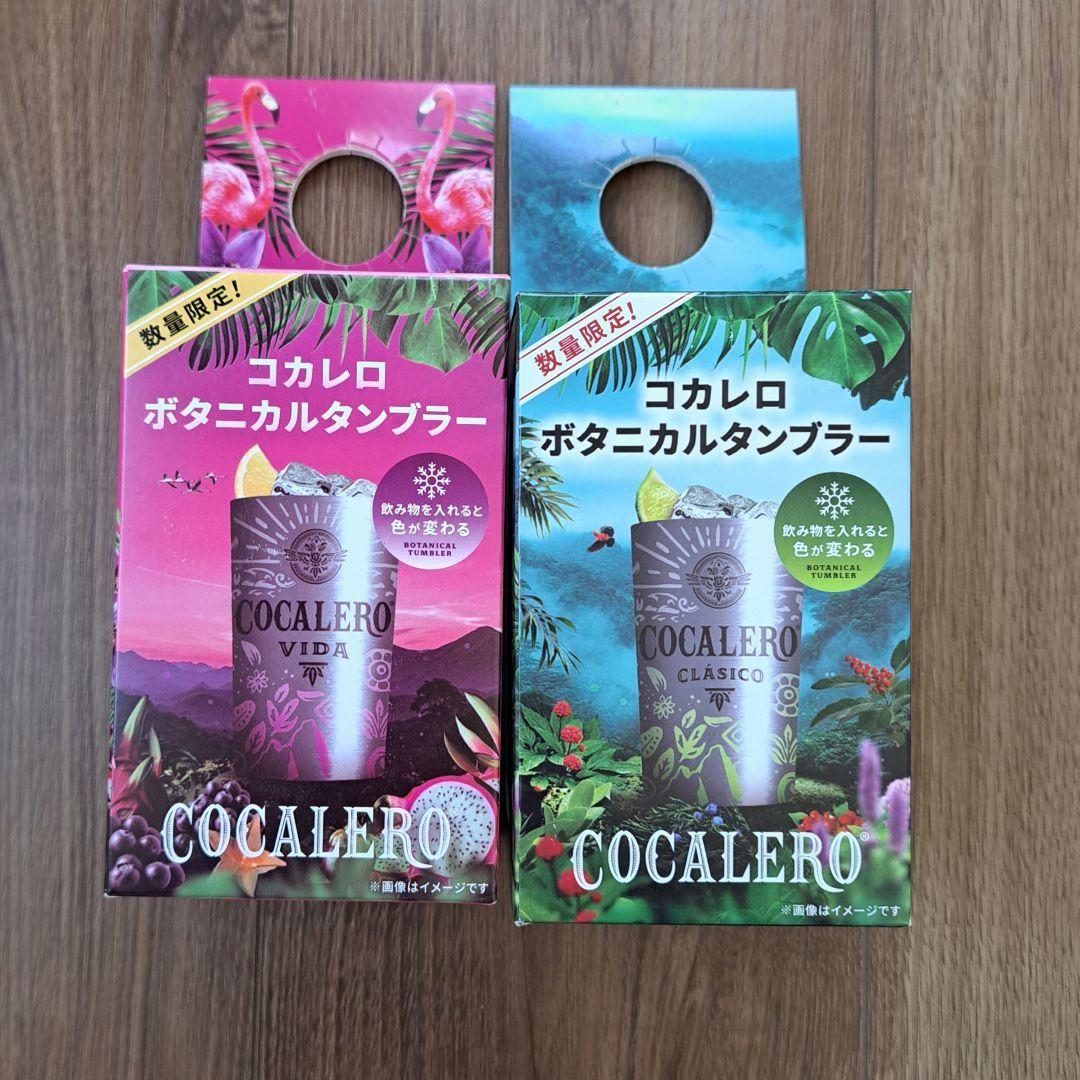 数量限定!
コカレロ
ボタニカルタンブラー
飲み物を入れると
色が変わる
BOTANICAL
TUMBLER
COCALERO
VIDA
COCALERO®
※画像はイメージです
数量限定!
コカレロ
ボタニカルタンブラー
飲み物を入れると
色が変わる
BOTANICAL
TUMBLER
COCALERO
CLÁSICO
COCALERO®
※画像はイメージです